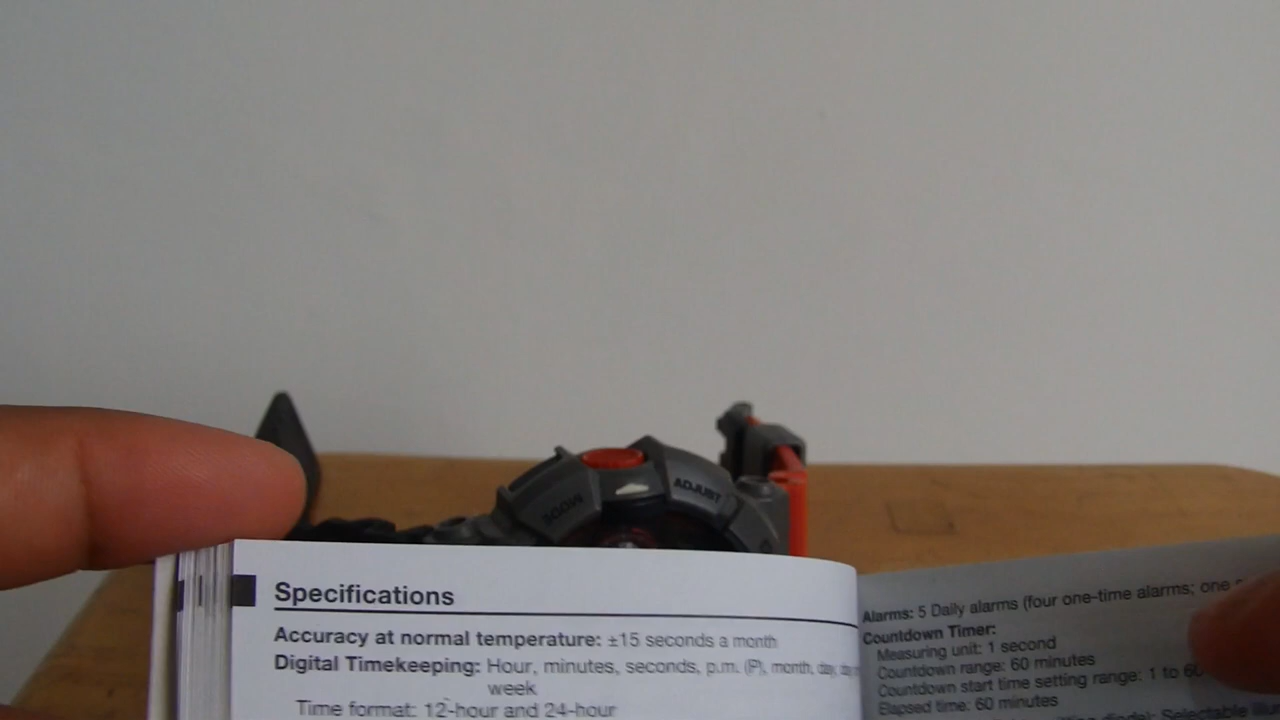 MODE
ADJUST
Specifications
Accuracy at normal temperature: ±15 seconds a month
Digital Timekeeping: Hour, minutes, seconds, p.m. (P), month, day, day
week
Time format: 12-hour and 24-hour
Alarms: 5 Daily alarms (four one-time alarms; one
Countdown Timer:
Measuring unit: 1 second
Countdown range: 60 minutes
Countdown start time setting range: 1 to 60
Elapsed time: 60 minutes
Selectable